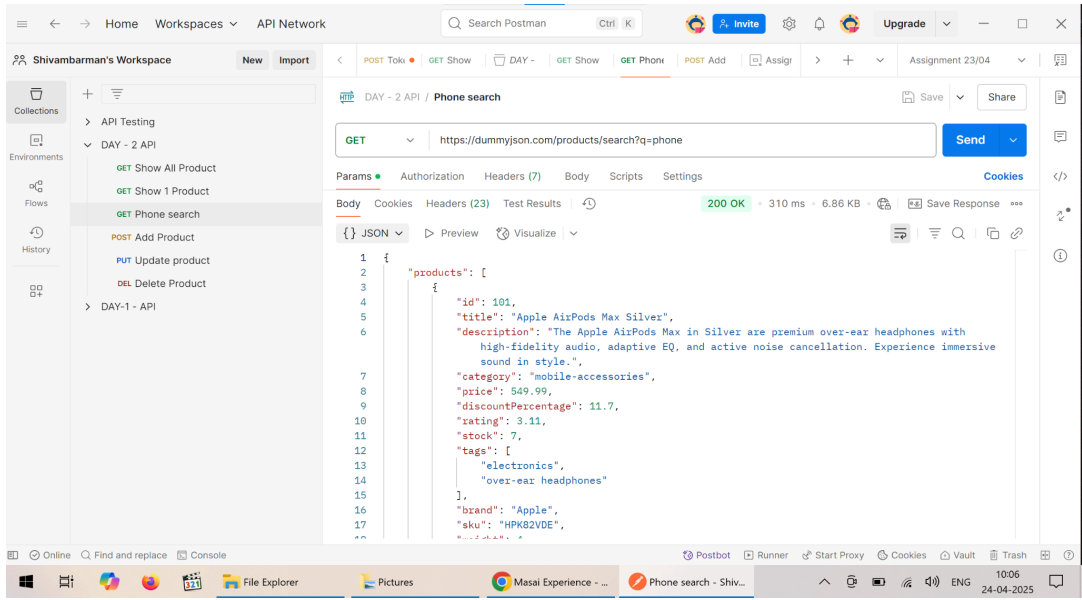 Home Workspaces API Network Search Postman Ctrl K Invite Upgrade
Shivambarman's Workspace New Import POST Toke GET Show DAY - GET Show GET Phone POST Add Assigr Assignment 23/04
Collections
Environments
Flows
History
API Testing
DAY - 2 API
GET Show All Product
GET Show 1 Product
GET Phone search
POST Add Product
PUT Update product
DEL Delete Product
DAY-1 - API
HTTP DAY - 2 API / Phone search Save Share
GET https://dummyjson.com/products/search?q=phone Send
Params Authorization Headers (7) Body Scripts Settings Cookies
Body Cookies Headers (23) Test Results 200 OK 310 ms 6.86 KB Save Response
{} JSON Preview Visualize
1 {
2 "products": [
3 {
4 "id": 101,
5 "title": "Apple AirPods Max Silver",
6 "description": "The Apple AirPods Max in Silver are premium over-ear headphones with
high-fidelity audio, adaptive EQ, and active noise cancellation. Experience immersive
sound in style.",
7 "category": "mobile-accessories",
8 "price": 549.99,
9 "discountPercentage": 11.7,
10 "rating": 3.11,
11 "stock": 7,
12 "tags": [
13 "electronics",
14 "over-ear headphones"
15 ],
16 "brand": "Apple",
17 "sku": "HPK82VDE",
Online Find and replace Console Postbot Runner Start Proxy Cookies Vault Trash
321 File Explorer Pictures Masai Experience - ... Phone search - Shiv... ENG 10:06
24-04-2025